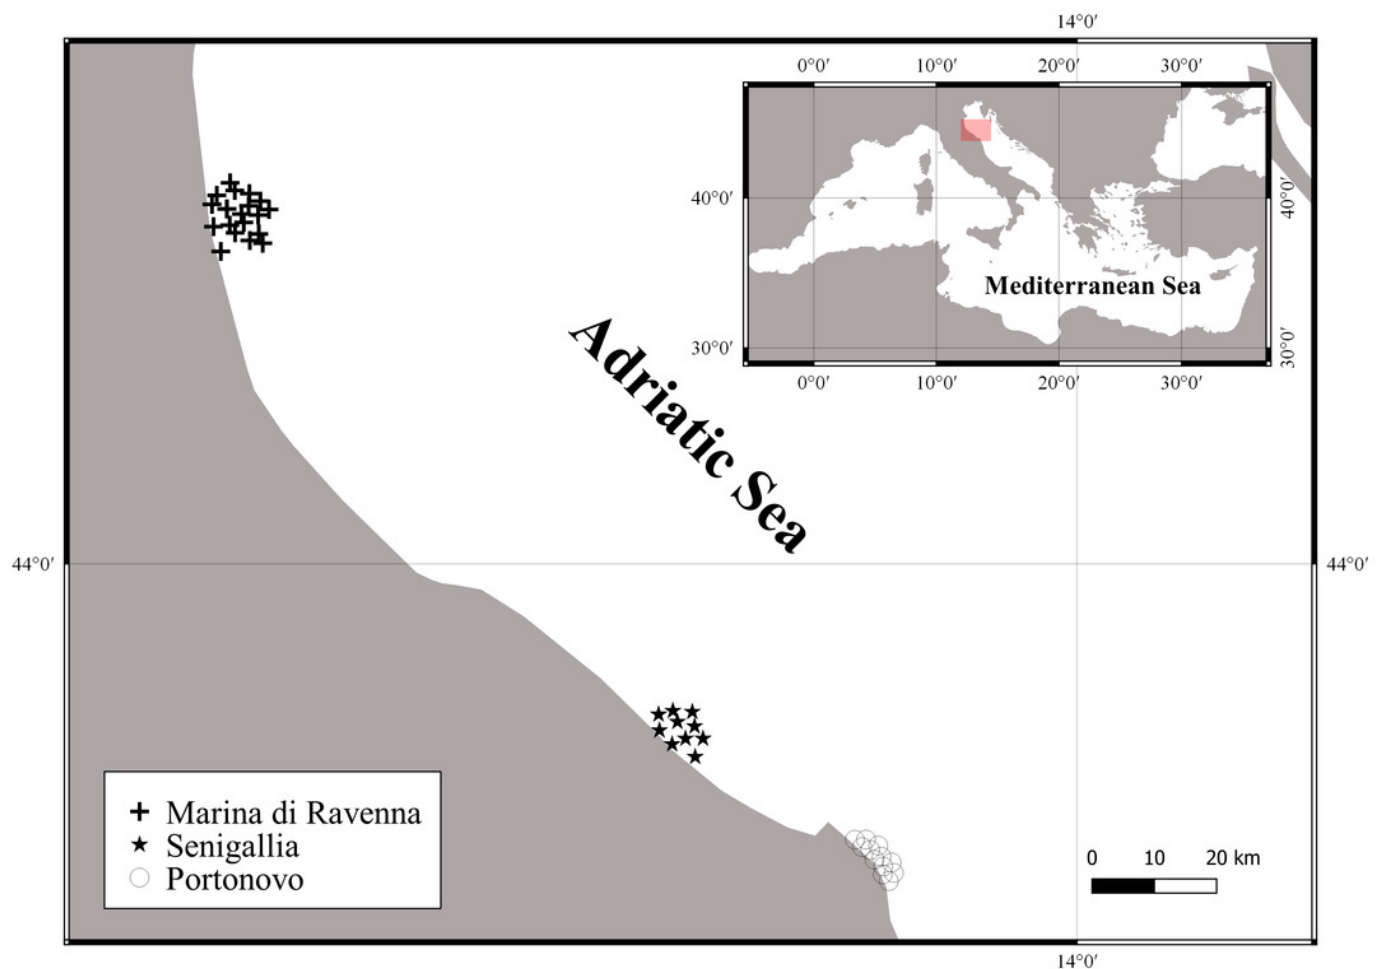 14°0′
0°0′ 10°0′ 20°0′ 30°0′
40°0′ 40°0′
Mediterranean Sea
30°0′ 30°0′
0°0′ 10°0′ 20°0′ 30°0′
Adriatic Sea
44°0′ 44°0′
Marina di Ravenna
Senigallia
Portonovo
0 10 20 km
14°0′